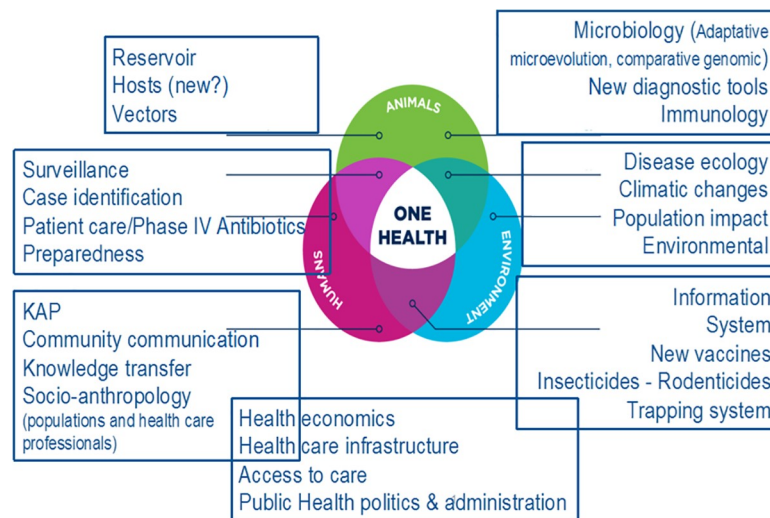 Reservoir
Hosts (new?)
Vectors
Microbiology (Adaptative
microevolution, comparative genomic)
New diagnostic tools
Immunology
ANIMALS
Surveillance
Case identification
Patient care/Phase IV Antibiotics
Preparedness
ONE
HEALTH
HUMANS
ENVIRONMENT
Disease ecology
Climatic changes
Population impact
Environmental
KAP
Community communication
Knowledge transfer
Socio-anthropology
(populations and health care
professionals)
Information
System
New vaccines
Insecticides - Rodenticides
Trapping system
Health economics
Health care infrastructure
Access to care
Public Health politics & administration